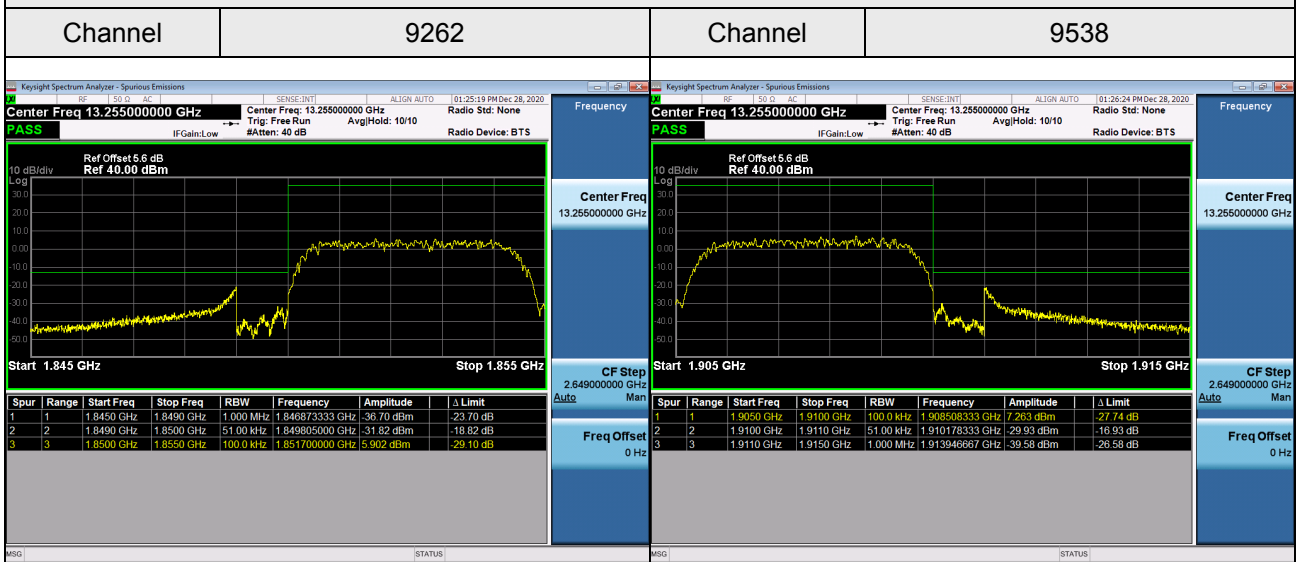 Channel 9262 Channel 9538
Keysight Spectrum Analyzer - Spurious Emissions
RF 50 Ω AC SENSE:INT ALIGN AUTO 01:25:19 PM Dec 28, 2020
Center Freq 13.255000000 GHz
Center Freq: 13.255000000 GHz Radio Std: None
Trig: Free Run Avg|Hold: 10/10
PASS IFGain:Low #Atten: 40 dB Radio Device: BTS
Frequency
Ref Offset 5.6 dB
10 dB/div Ref 40.00 dBm
Log
30.0
20.0
10.0
0.00
-10.0
-20.0
-30.0
-40.0
-50.0
Start 1.845 GHz Stop 1.855 GHz
Center Freq
13.255000000 GHz
CF Step
2.649000000 GHz
Auto Man
Freq Offset
0 Hz
Spur Range Start Freq Stop Freq RBW Frequency Amplitude Δ Limit
1 1 1.8450 GHz 1.8490 GHz 1.000 MHz 1.846873333 GHz -36.70 dBm -23.70 dB
2 2 1.8490 GHz 1.8500 GHz 51.00 kHz 1.849805000 GHz -31.82 dBm -18.82 dB
3 3 1.8500 GHz 1.8550 GHz 100.0 kHz 1.851700000 GHz 5.902 dBm -29.10 dB
MSG STATUS
Keysight Spectrum Analyzer - Spurious Emissions
RF 50 Ω AC SENSE:INT ALIGN AUTO 01:26:24 PM Dec 28, 2020
Center Freq 13.255000000 GHz
Center Freq: 13.255000000 GHz Radio Std: None
Trig: Free Run Avg|Hold: 10/10
PASS IFGain:Low #Atten: 40 dB Radio Device: BTS
Frequency
Ref Offset 5.6 dB
10 dB/div Ref 40.00 dBm
Log
30.0
20.0
10.0
0.00
-10.0
-20.0
-30.0
-40.0
-50.0
Start 1.905 GHz Stop 1.915 GHz
Center Freq
13.255000000 GHz
CF Step
2.649000000 GHz
Auto Man
Freq Offset
0 Hz
Spur Range Start Freq Stop Freq RBW Frequency Amplitude Δ Limit
1 1 1.9050 GHz 1.9100 GHz 100.0 kHz 1.908508333 GHz 7.263 dBm -27.74 dB
2 2 1.9100 GHz 1.9110 GHz 51.00 kHz 1.910178333 GHz -29.93 dBm -16.93 dB
3 3 1.9110 GHz 1.9150 GHz 1.000 MHz 1.913946667 GHz -39.58 dBm -26.58 dB
MSG STATUS